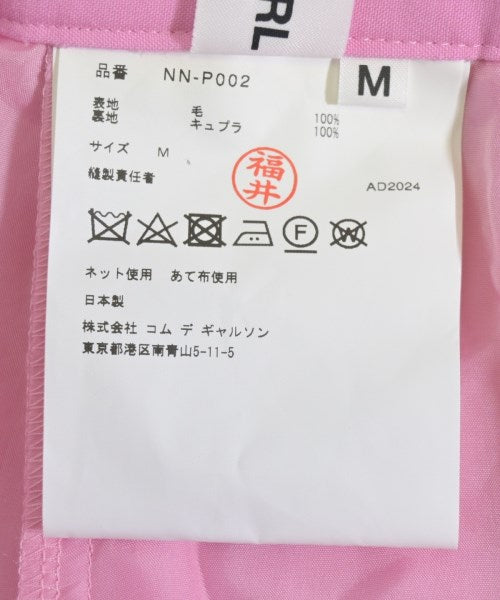 RL
M
品番 NN-P002
表地 毛 100%
裏地 キュプラ 100%
サイズ M
縫製責任者
福井
AD2024
F W
ネット使用 あて布使用
日本製
株式会社 コム デ ギャルソン
東京都港区南青山5-11-5